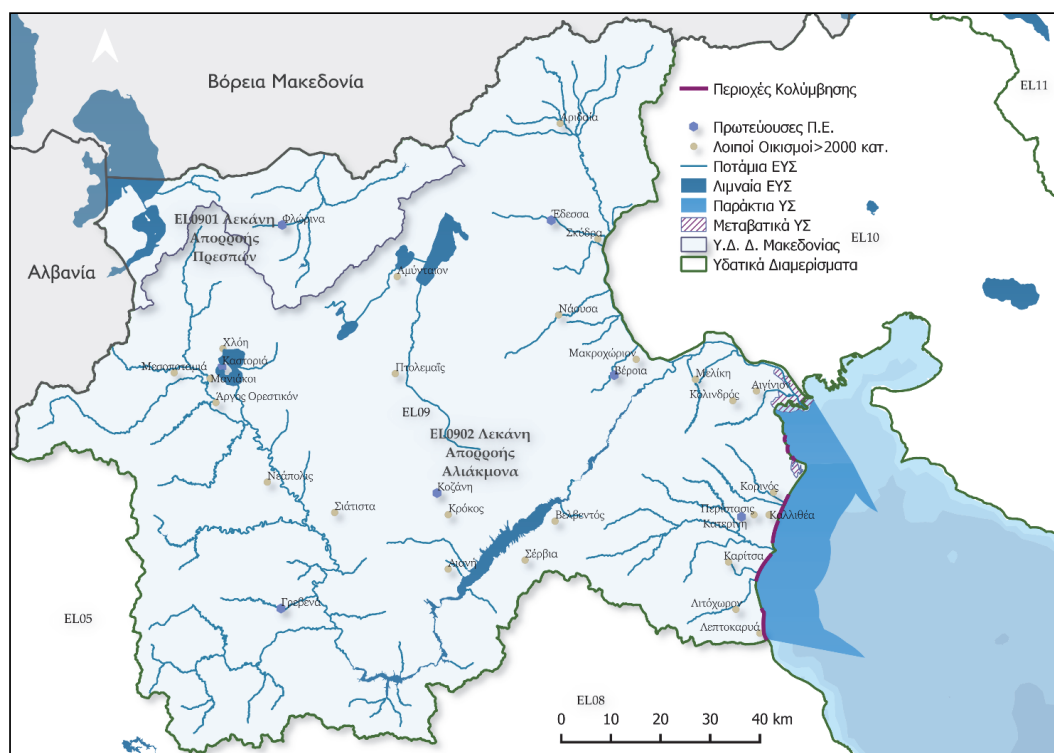 Βόρεια Μακεδονία
EL11
Περιοχές Κολύμβησης
Πρωτεύουσες Π.Ε.
Λοιποί Οικισμοί>2000 κατ.
Ποτάμια ΕΥΣ
Λιμναία ΕΥΣ
Παράκτια ΥΣ
Μεταβατικά ΥΣ
Υ.Δ. Δ. Μακεδονίας
Υδατικά Διαμερίσματα
EL10
Αριδαία
EL0901 Λεκάνη
Απορροής
Πρεσπών
Φλώρινα
Έδεσσα
Σκύδρα
Αλβανία
Αμύνταιον
Νάουσα
Χλόη
Καστοριά
Μεσοποταμιά
Μανιάκοι
Άργος Ορεστικόν
Πτολεμαΐς
Μακροχώριον
Βέροια
Μελίκη
Κολινδρός
Αιγίνιον
EL09
EL0902 Λεκάνη
Απορροής
Αλιάκμονα
Κοζάνη
Νεάπολις
Σιάτιστα
Κρόκος
Βελβεντός
Κορινός
Περίστασις
Καλλιθέα
Κατερίνη
Αιανή
Σέρβια
Καρίτσα
Γρεβενά
Λιτόχωρον
Λεπτοκαρυά
EL05
EL08
0 10 20 30 40 km